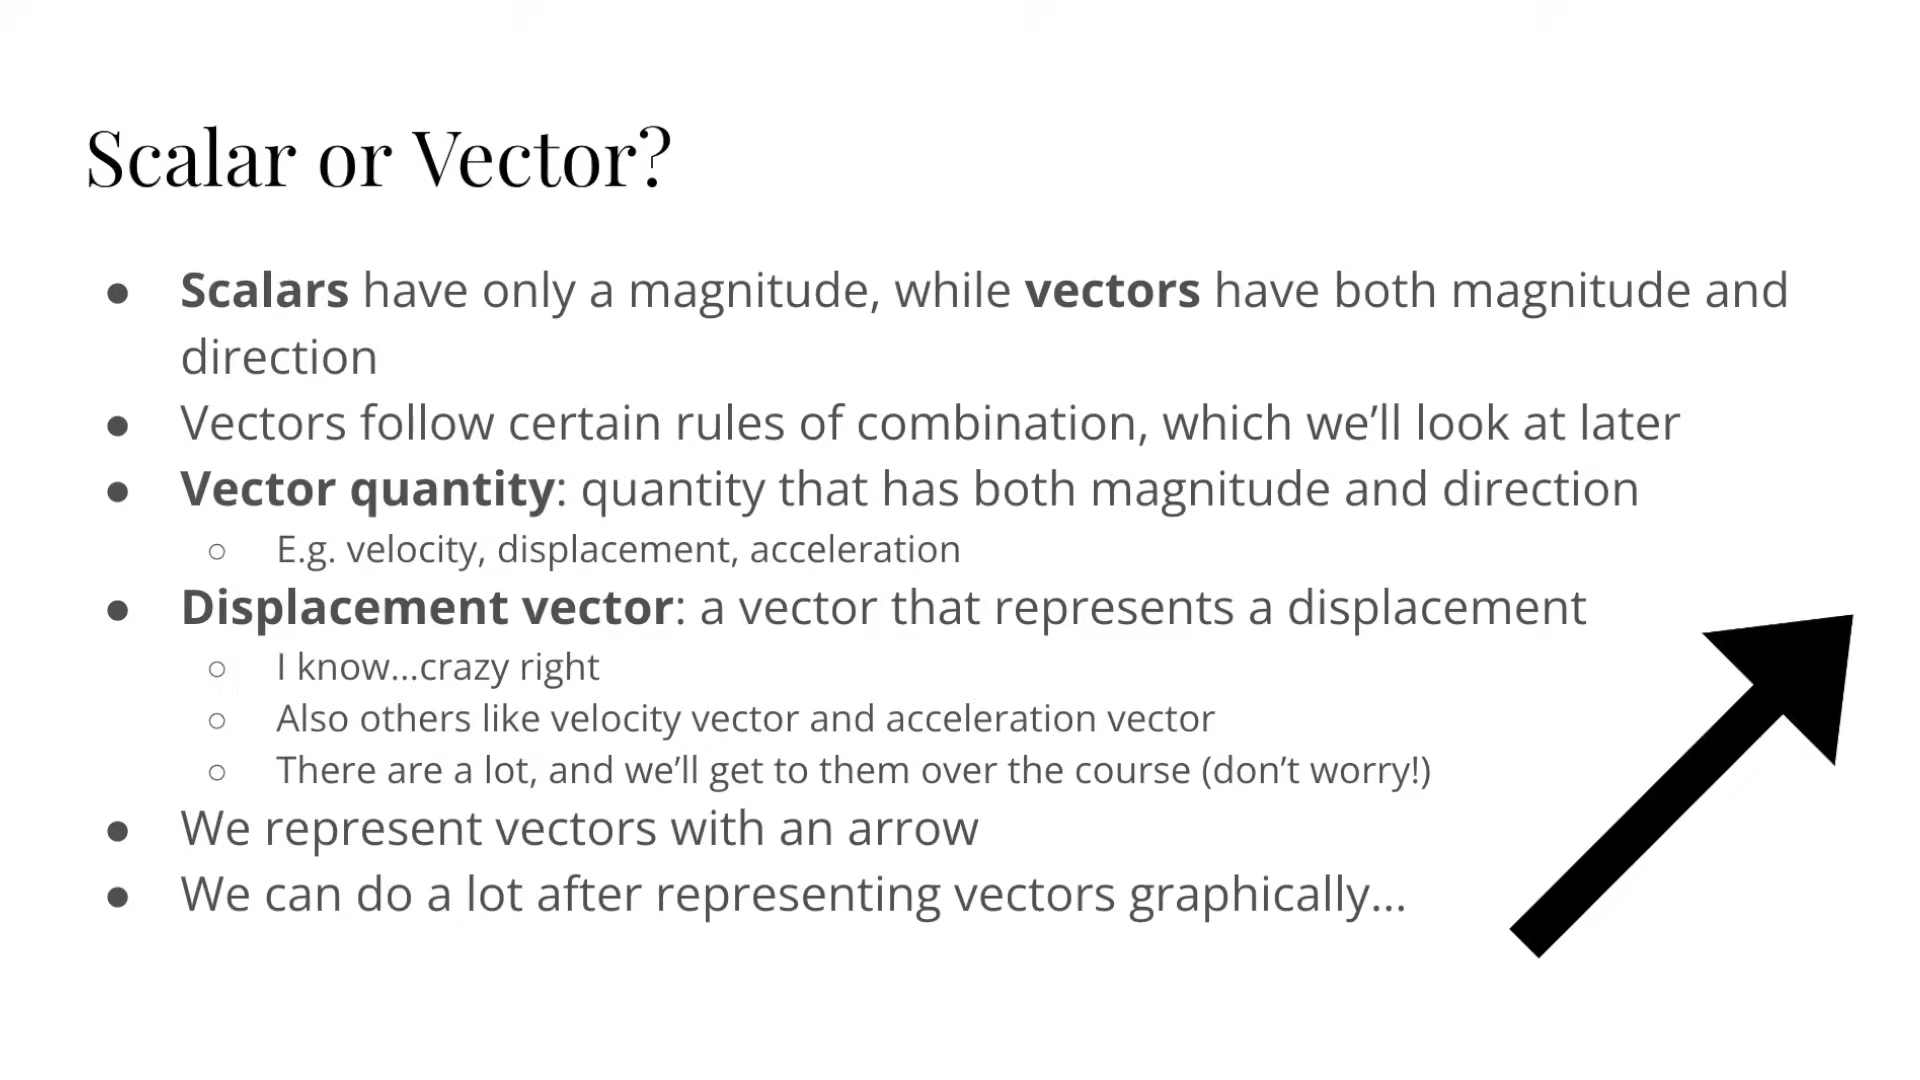 Scalar or Vector?
● Scalars have only a magnitude, while vectors have both magnitude and
direction
● Vectors follow certain rules of combination, which we’ll look at later
● Vector quantity: quantity that has both magnitude and direction
○ E.g. velocity, displacement, acceleration
● Displacement vector: a vector that represents a displacement
○ I know...crazy right
○ Also others like velocity vector and acceleration vector
○ There are a lot, and we’ll get to them over the course (don’t worry!)
● We represent vectors with an arrow
● We can do a lot after representing vectors graphically...